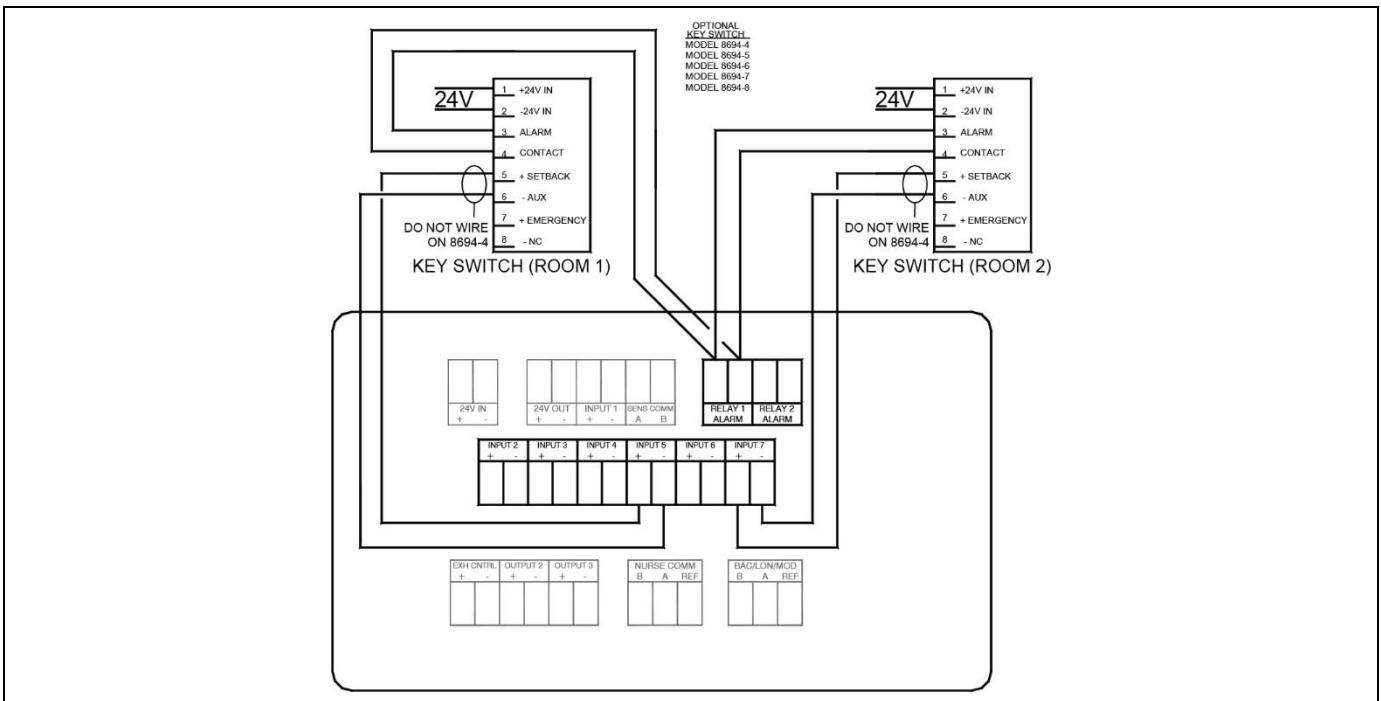 OPTIONAL
KEY SWITCH
MODEL 8694-4
MODEL 8694-5
MODEL 8694-6
MODEL 8694-7
MODEL 8694-8
24V
1 +24V IN
2 -24V IN
3 ALARM
4 CONTACT
5 + SETBACK
6 - AUX
7 + EMERGENCY
8 - NC
DO NOT WIRE
ON 8694-4
KEY SWITCH (ROOM 1)
24V
1 +24V IN
2 -24V IN
3 ALARM
4 CONTACT
5 + SETBACK
6 - AUX
7 + EMERGENCY
8 - NC
DO NOT WIRE
ON 8694-4
KEY SWITCH (ROOM 2)
24V IN
+ -
24V OUT INPUT 1 SENS COMM
+ - + - A B
RELAY 1 RELAY 2
ALARM ALARM
INPUT 2 INPUT 3 INPUT 4 INPUT 5 INPUT 6 INPUT 7
+ - + - + - + - + - + -
EXH CNTRL OUTPUT 2 OUTPUT 3
+ - + - + -
NURSE COMM
B A REF
BAC/LON/MOD
B A REF